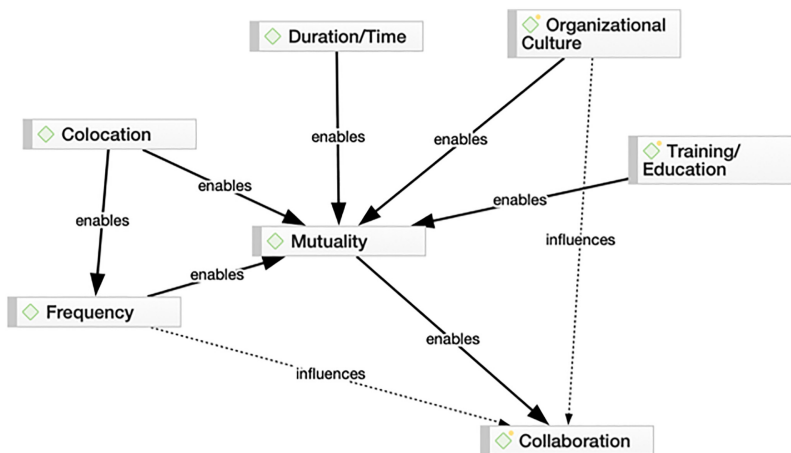 Organizational
Culture
Duration/Time
Colocation
enables
enables
Training/
Education
enables
enables
enables
Mutuality
influences
enables
Frequency
enables
influences
Collaboration